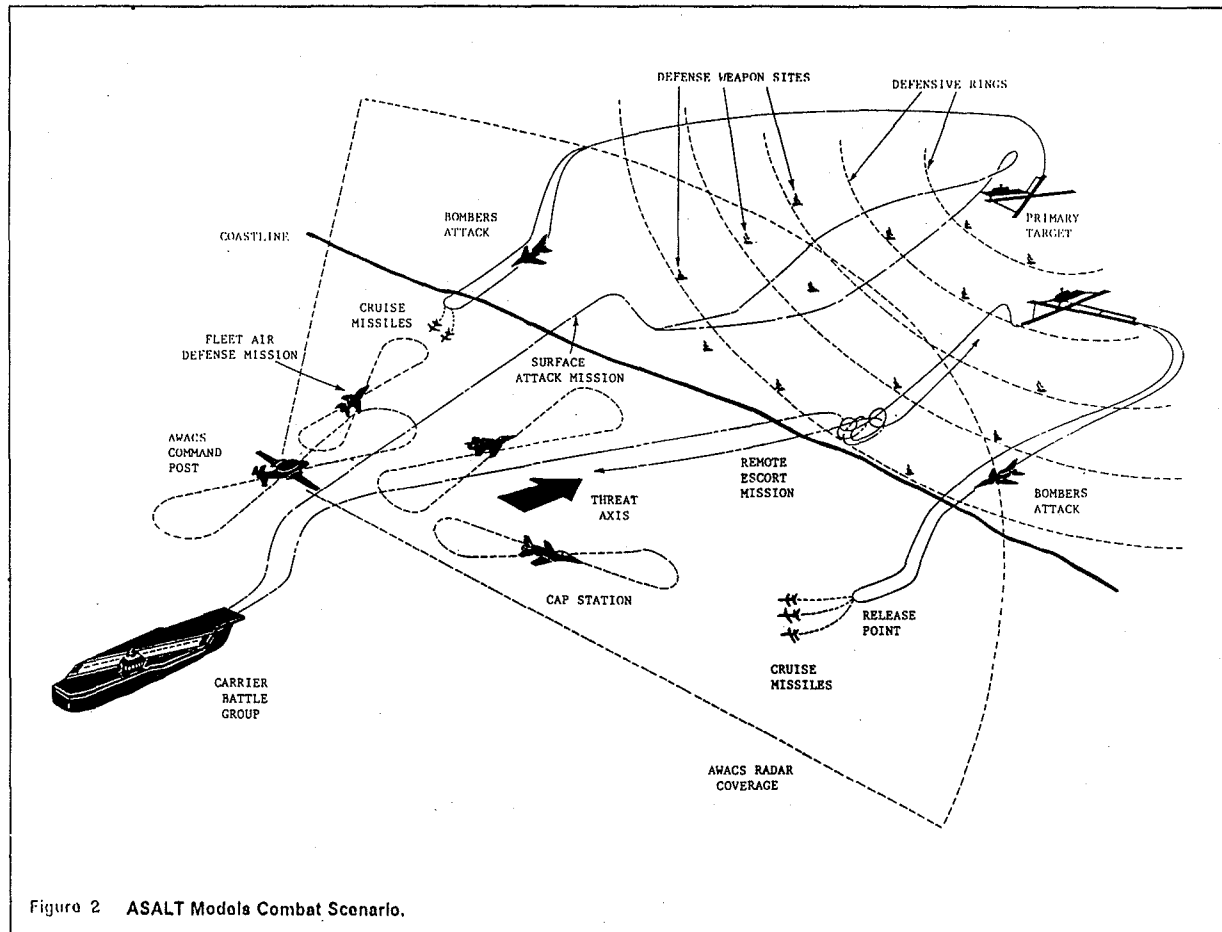 DEFENSE WEAPON SITES
DEFENSIVE RINGS
BOMBERS
ATTACK
PRIMARY
TARGET
COASTLINE
CRUISE
MISSILES
FLEET AIR
DEFENSE MISSION
SURFACE
ATTACK MISSION
AWACS
COMMAND
POST
REMOTE
ESCORT
MISSION
THREAT
AXIS
BOMBERS
ATTACK
CAP STATION
RELEASE
POINT
CRUISE
MISSILES
CARRIER
BATTLE
GROUP
AWACS RADAR
COVERAGE
Figure 2 ASALT Models Combat Scenario.